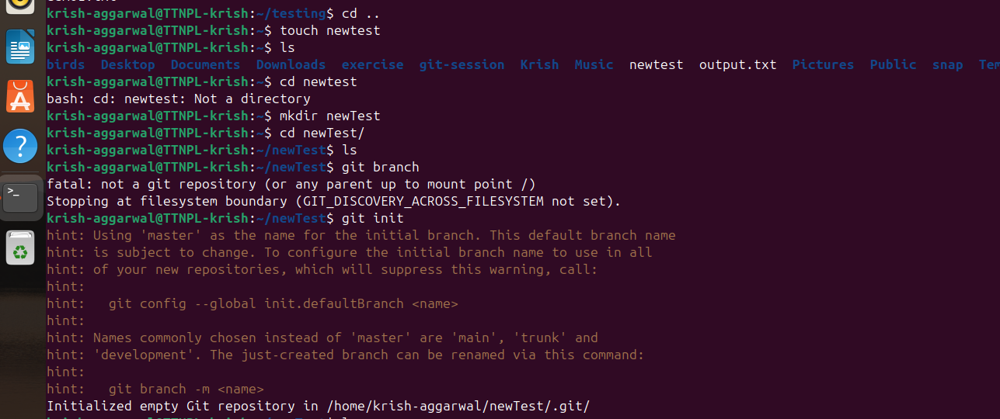 krish-aggarwal@TTNPL-krish:~/testing$ cd ..
krish-aggarwal@TTNPL-krish:~$ touch newtest
krish-aggarwal@TTNPL-krish:~$ ls
birds Desktop Documents Downloads exercise git-session Krish Music newtest output.txt Pictures Public snap
krish-aggarwal@TTNPL-krish:~$ cd newtest
bash: cd: newtest: Not a directory
krish-aggarwal@TTNPL-krish:~$ mkdir newTest
krish-aggarwal@TTNPL-krish:~$ cd newTest/
krish-aggarwal@TTNPL-krish:~/newTest$ ls
krish-aggarwal@TTNPL-krish:~/newTest$ git branch
fatal: not a git repository (or any parent up to mount point /)
Stopping at filesystem boundary (GIT_DISCOVERY_ACROSS_FILESYSTEM not set).
krish-aggarwal@TTNPL-krish:~/newTest$ git init
hint: Using 'master' as the name for the initial branch. This default branch name
hint: is subject to change. To configure the initial branch name to use in all
hint: of your new repositories, which will suppress this warning, call:
hint:
hint:   git config --global init.defaultBranch <name>
hint:
hint: Names commonly chosen instead of 'master' are 'main', 'trunk' and
hint: 'development'. The just-created branch can be renamed via this command:
hint:
hint:   git branch -m <name>
Initialized empty Git repository in /home/krish-aggarwal/newTest/.git/